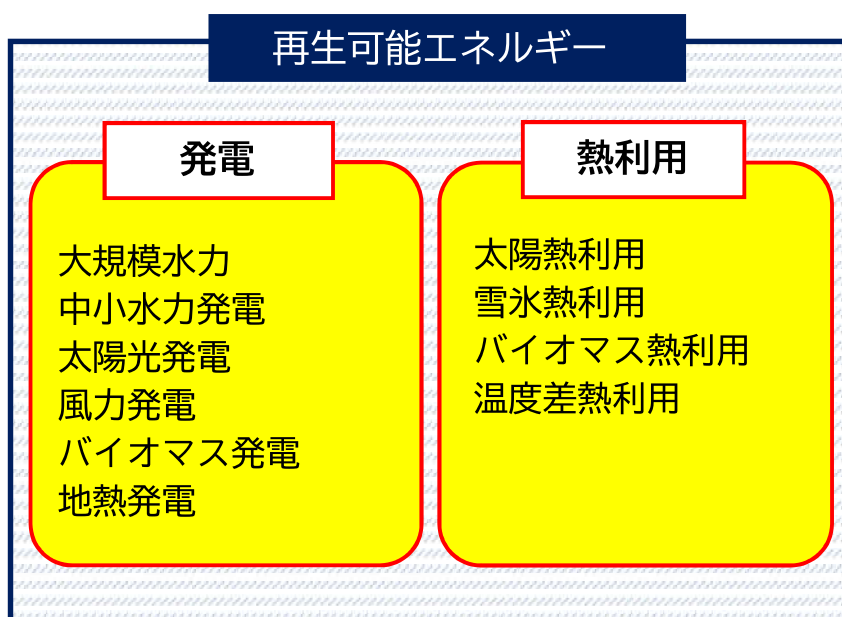 再生可能エネルギー
発電
大規模水力
中小水力発電
太陽光発電
風力発電
バイオマス発電
地熱発電
熱利用
太陽熱利用
雪氷熱利用
バイオマス熱利用
温度差熱利用